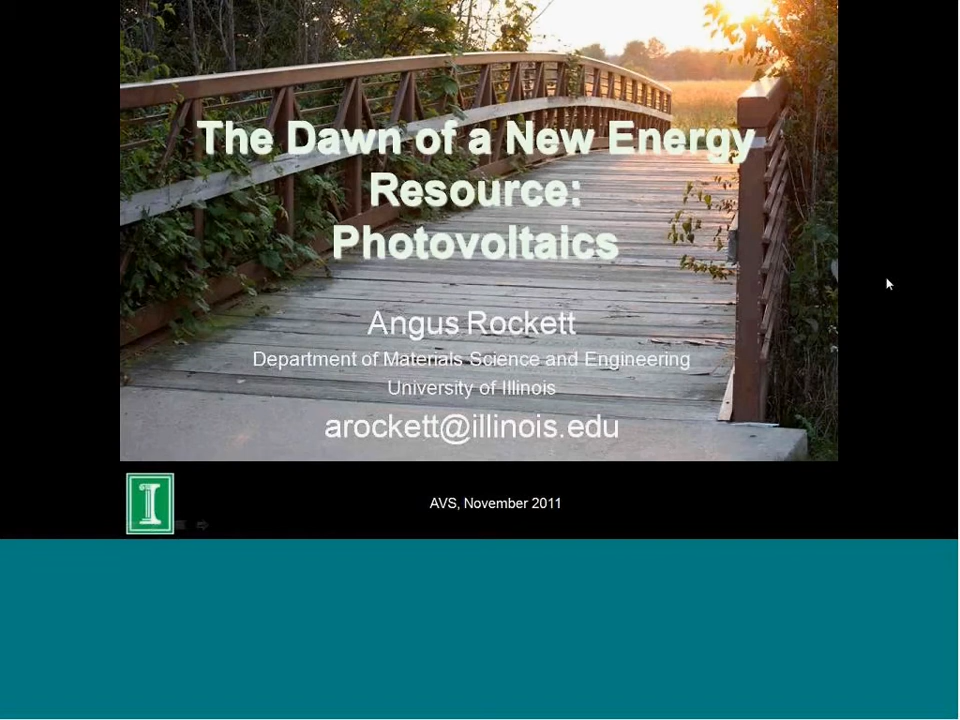 The Dawn of a New Energy
Resource:
Photovoltaics
Angus Rockett
Department of Materials Science and Engineering
University of Illinois
arockett@illinois.edu
I
AVS, November 2011